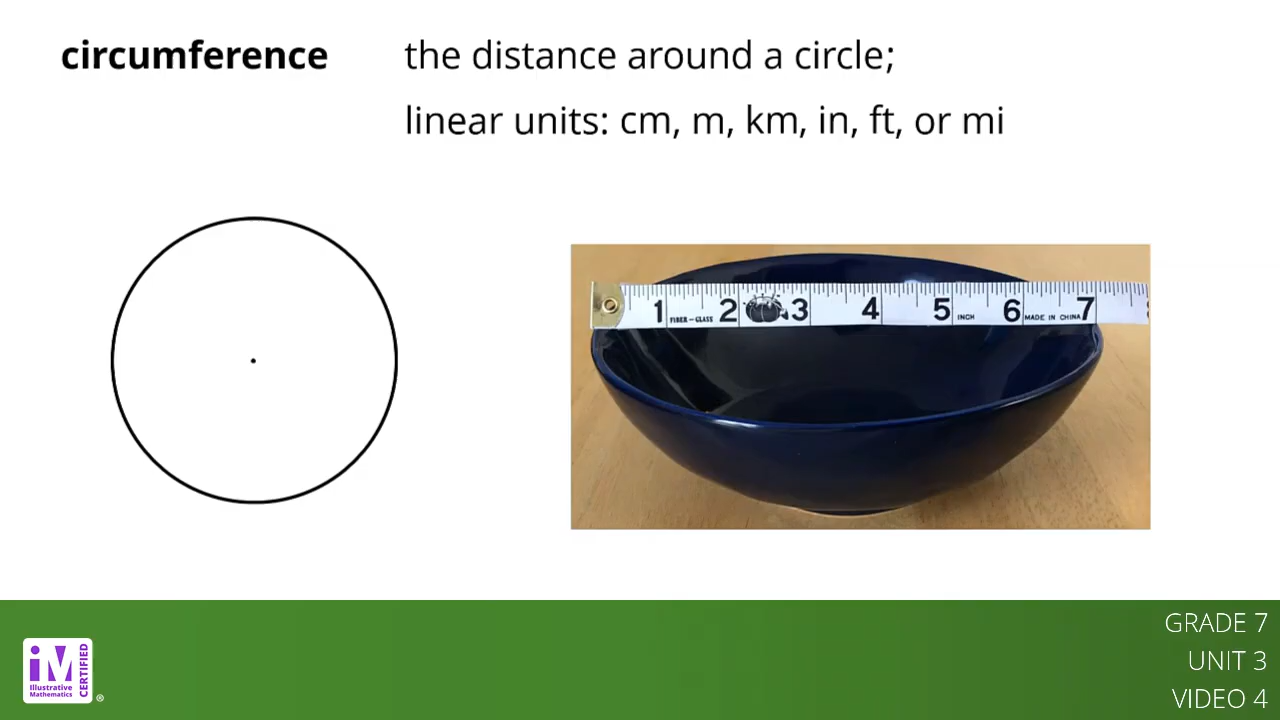 circumference the distance around a circle;
linear units: cm, m, km, in, ft, or mi
1 FIBER-GLASS 2 3 4 5 INCH 6 MADE IN CHINA 7
GRADE 7
UNIT 3
VIDEO 4
iM
Illustrative
Mathematics
CERTIFIED
®